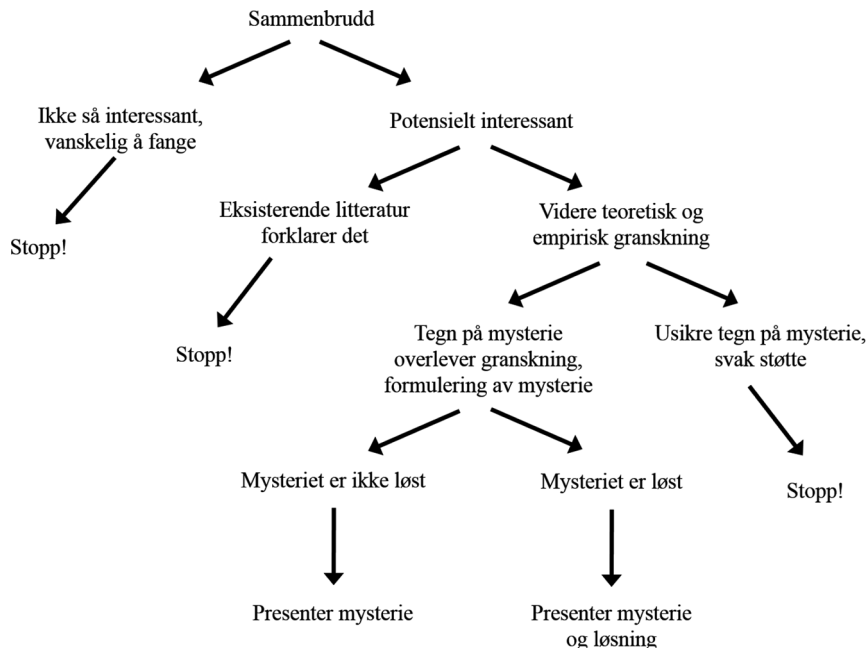 Sammenbrudd
Ikke så interessant,
vanskelig å fange
Potensielt interessant
Stopp!
Eksisterende litteratur
forklarer det
Videre teoretisk og
empirisk granskning
Stopp!
Tegn på mysterie
overlever granskning,
formulering av mysterie
Usikre tegn på mysterie,
svak støtte
Mysteriet er ikke løst
Mysteriet er løst
Stopp!
Presenter mysterie
Presenter mysterie
og løsning